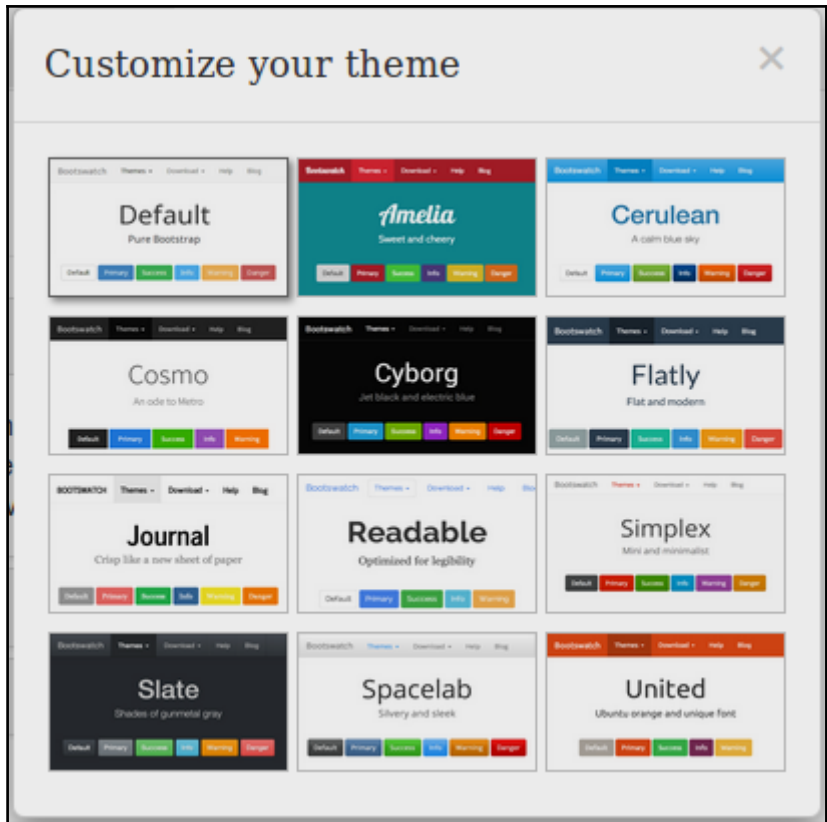 Customize your theme ×
Bootswatch Themes Download Help Blog
Default
Pure Bootstrap
Default Primary Success Info Warning Danger
Bootswatch Themes Download Help Blog
Amelia
Sweet and cheery
Default Primary Success Info Warning Danger
Bootswatch Themes Download Help Blog
Cerulean
A calm blue sky
Default Primary Success Info Warning Danger
Bootswatch Themes Download Help Blog
Cosmo
An ode to Metro
Default Primary Success Info Warning
Bootswatch Themes Download Help Blog
Cyborg
Jet black and electric blue
Default Primary Success Info Warning Danger
Bootswatch Themes Download Help Blog
Flatly
Flat and modern
Default Primary Success Info Warning Danger
BOOTSWATCH Themes Download Help Blog
Journal
Crisp like a new sheet of paper
Default Primary Success Info Warning Danger
Bootswatch Themes Download Help Blo
Readable
Optimized for legibility
Default Primary Success Info Warning
Bootswatch Themes Download Help Blog
Simplex
Mini and minimalist
Default Primary Success Info Warning Danger
Bootswatch Themes Download Help Blog
Slate
Shades of gunmetal gray
Default Primary Success Info Warning Danger
Bootswatch Themes Download Help Blog
Spacelab
Silvery and sleek
Default Primary Success Info Warning Danger
Bootswatch Themes Download Help Blog
United
Ubuntu orange and unique font
Default Primary Success Info Warning